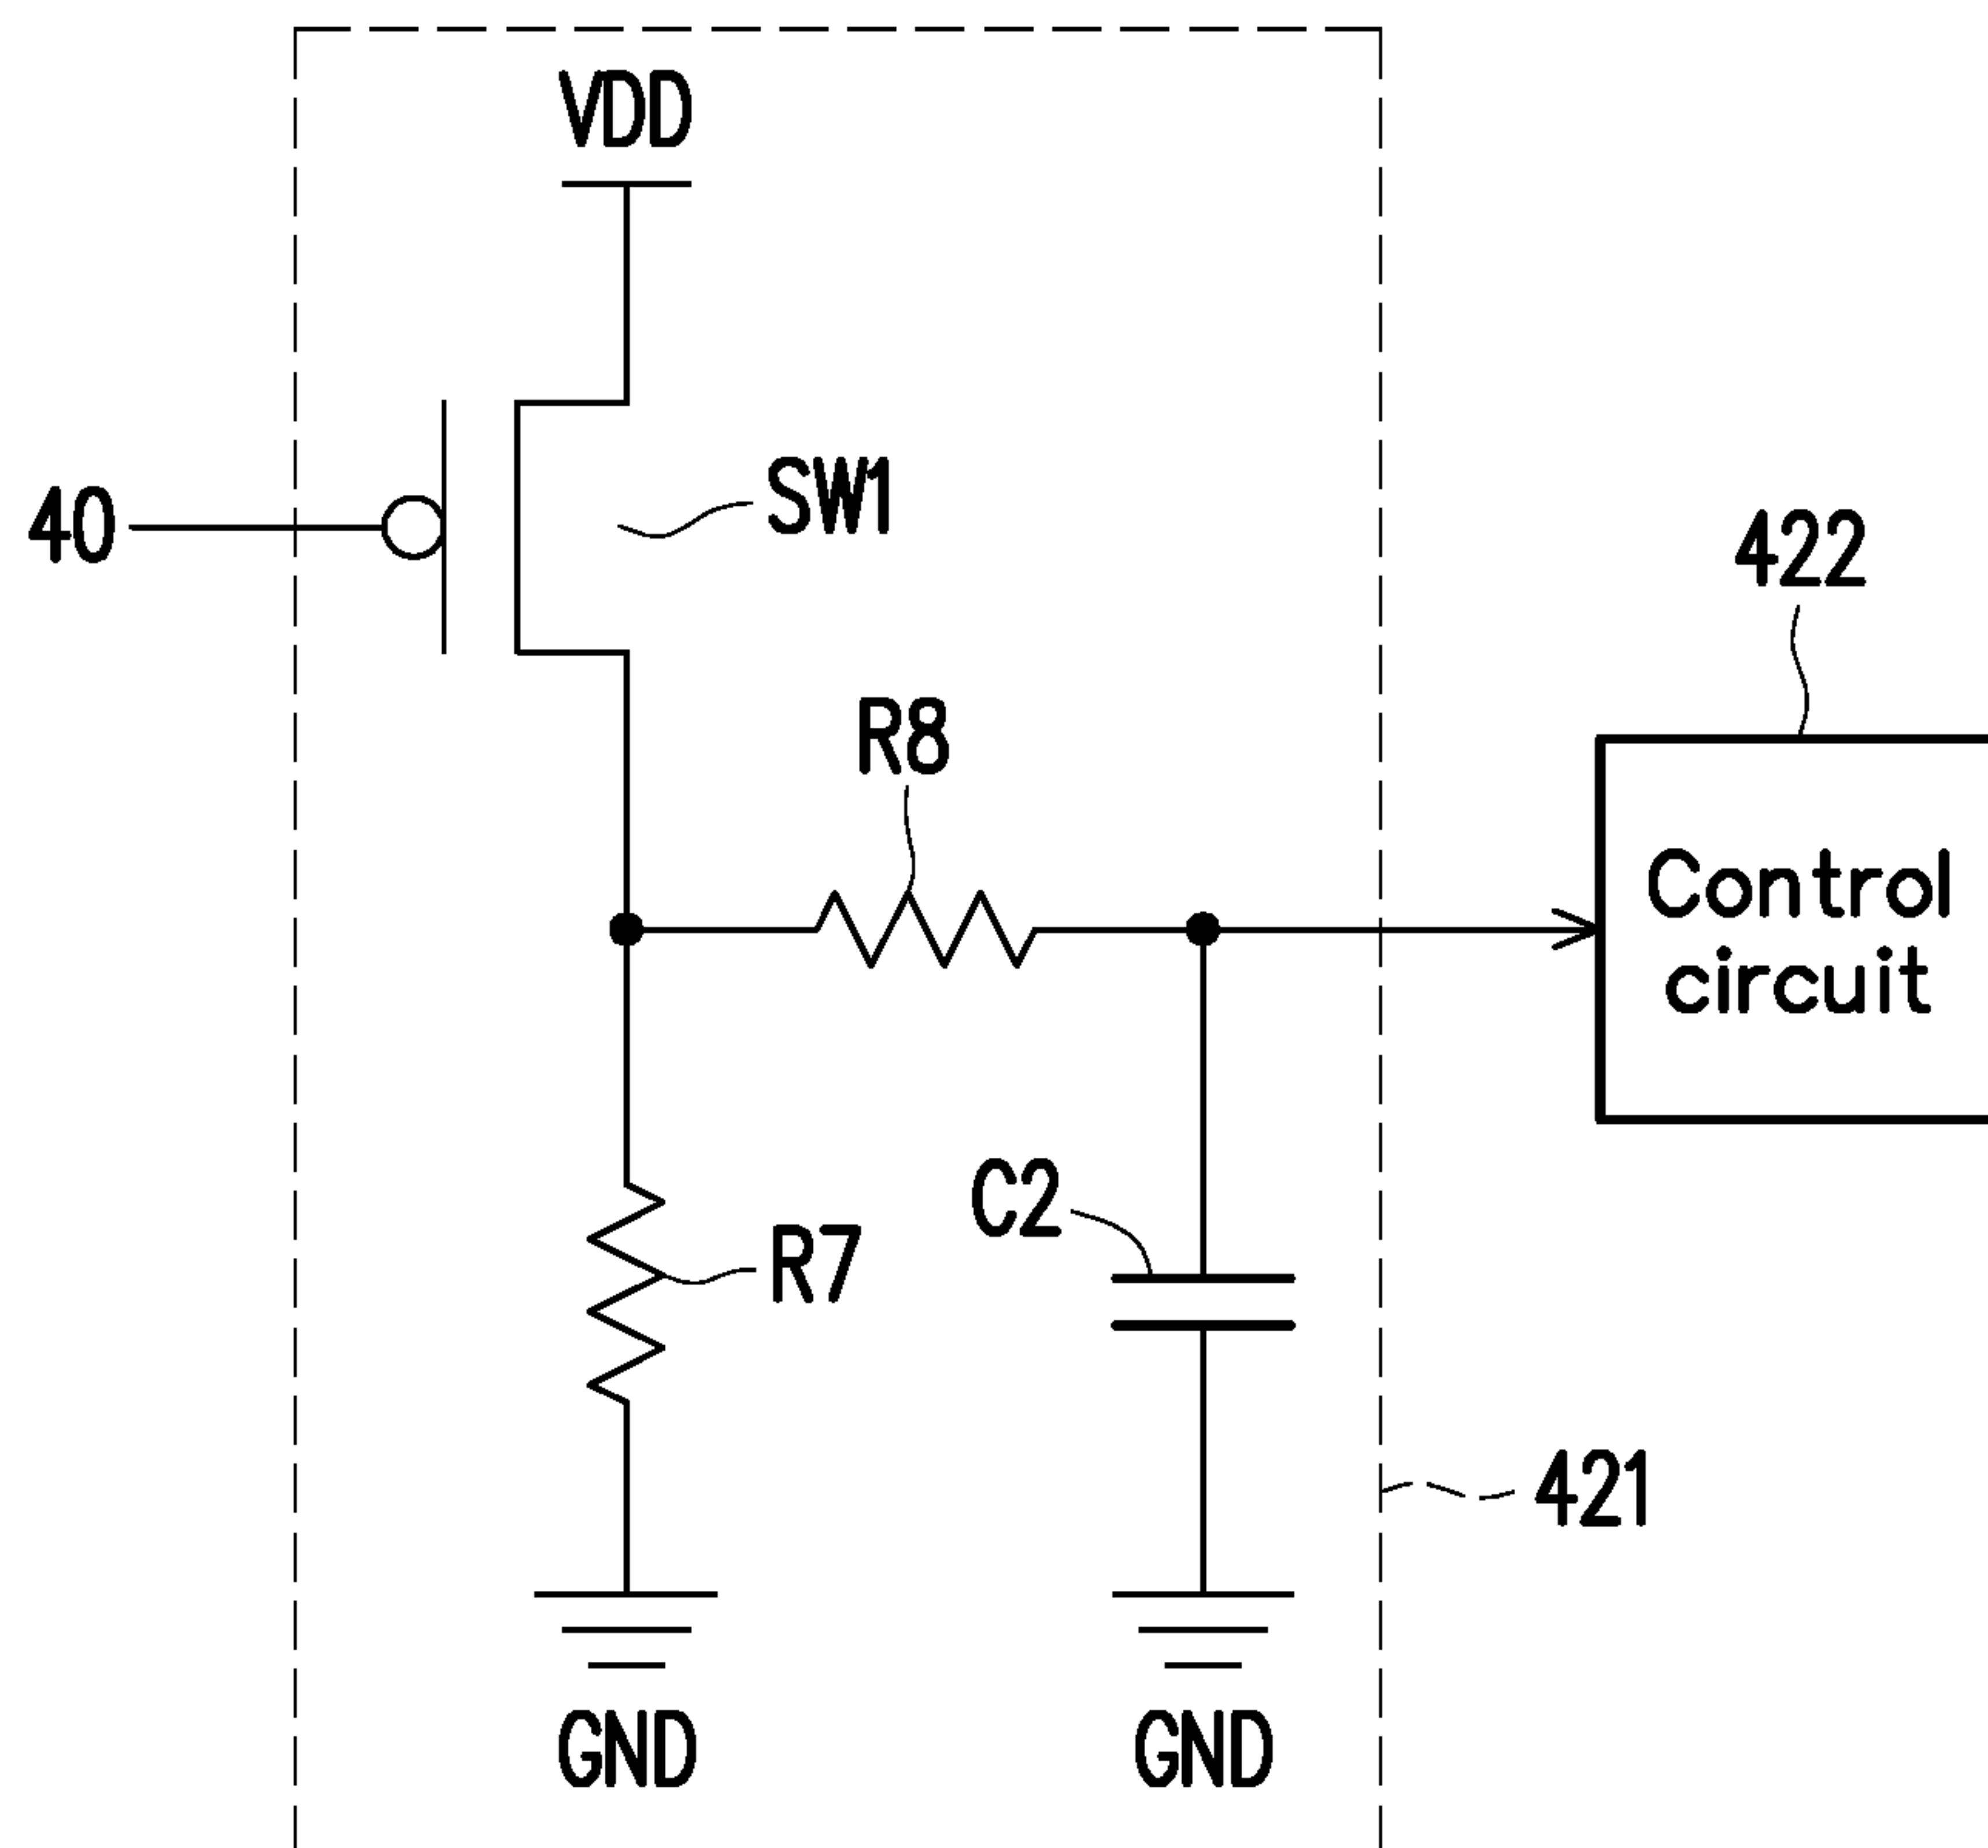 VDD
SW1
40
422
R8
Control
circuit
C2
R7
421
GND
GND